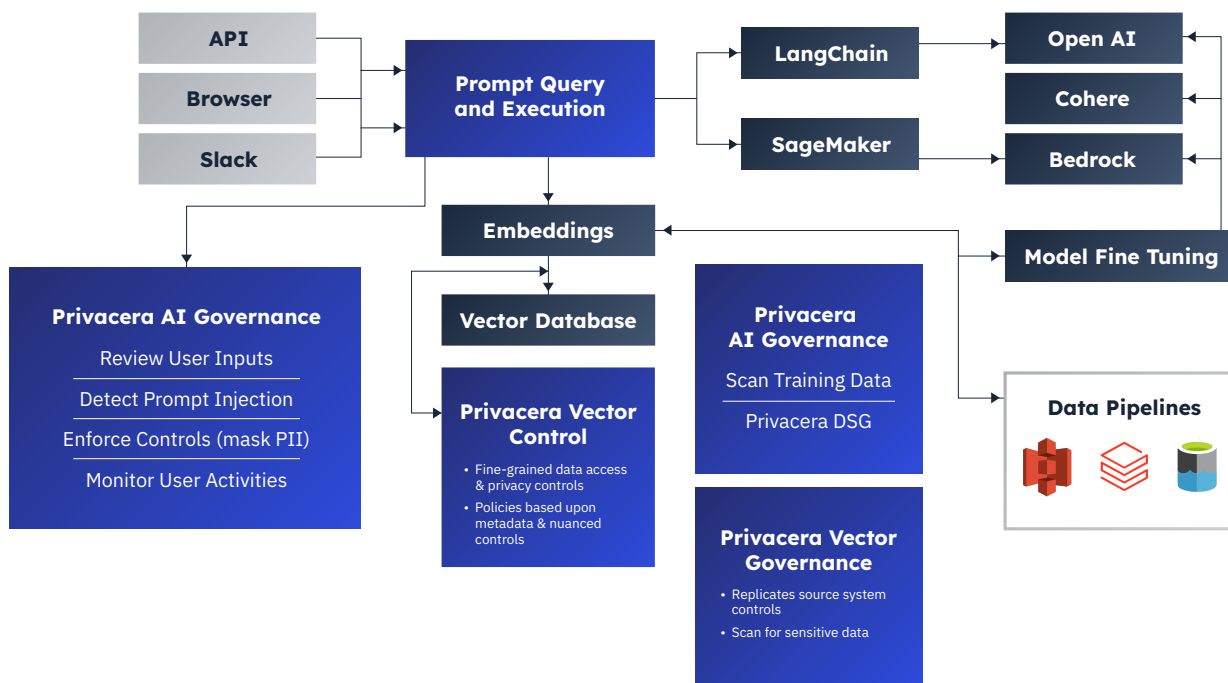 API
Browser
Slack
Prompt Query
and Execution
LangChain
SageMaker
Open AI
Cohere
Bedrock
Embeddings
Model Fine Tuning
Vector Database
Privacera AI Governance
Review User Inputs
Detect Prompt Injection
Enforce Controls (mask PII)
Monitor User Activities
Privacera Vector
Control
• Fine-grained data access
& privacy controls
• Policies based upon
metadata & nuanced
controls
Privacera
AI Governance
Scan Training Data
Privacera DSG
Privacera Vector
Governance
• Replicates source system
controls
• Scan for sensitive data
Data Pipelines